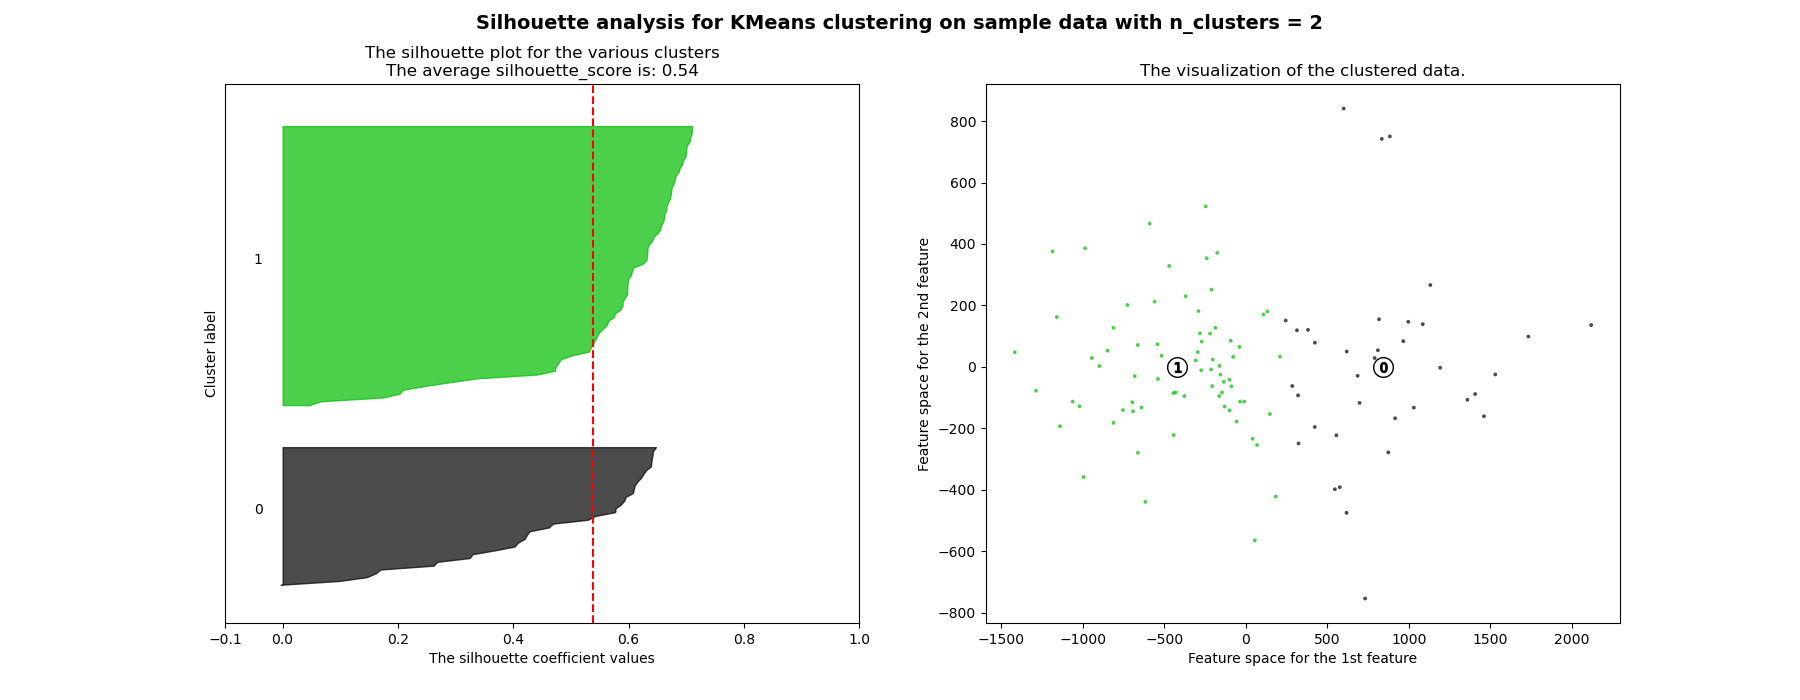 Silhouette analysis for KMeans clustering on sample data with n_clusters = 2
The silhouette plot for the various clusters
The average silhouette_score is: 0.54
1
0
Cluster label
−0.1 0.0 0.2 0.4 0.6 0.8 1.0
The silhouette coefficient values
The visualization of the clustered data.
800
600
400
200
0
−200
−400
−600
−800
Feature space for the 2nd feature
1 0
−1500 −1000 −500 0 500 1000 1500 2000
Feature space for the 1st feature